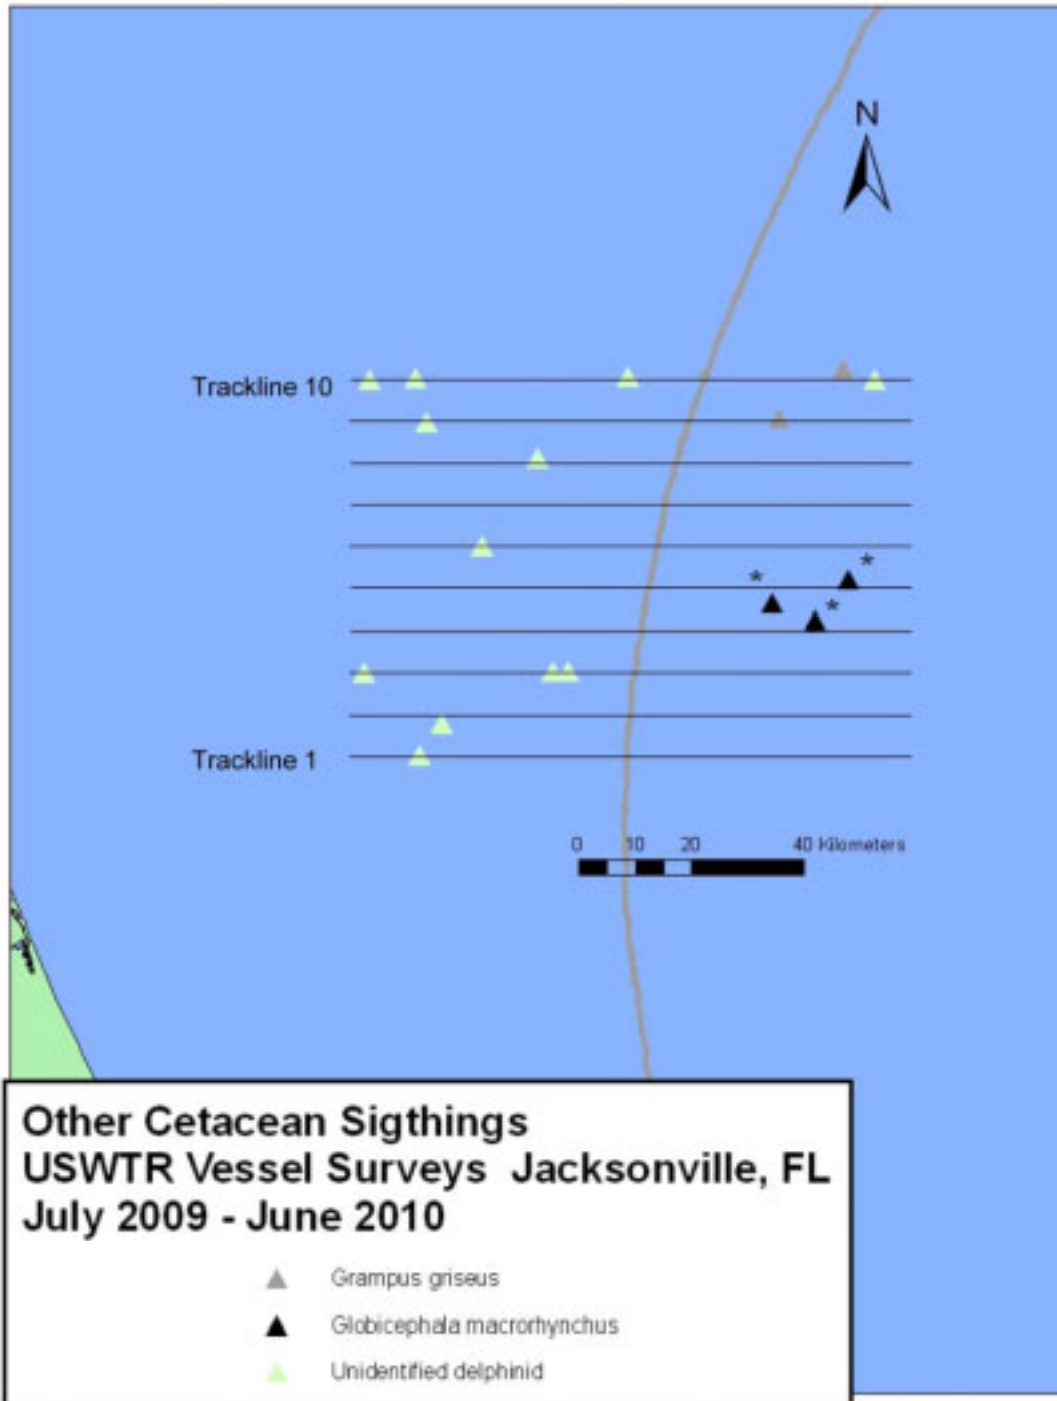 N
Trackline 10
*
*
*
Trackline 1
0 10 20 40 Kilometers
Other Cetacean Sigthings
USWTR Vessel Surveys Jacksonville, FL
July 2009 - June 2010
Grampus griseus
Globicephala macrorhynchus
Unidentified delphinid